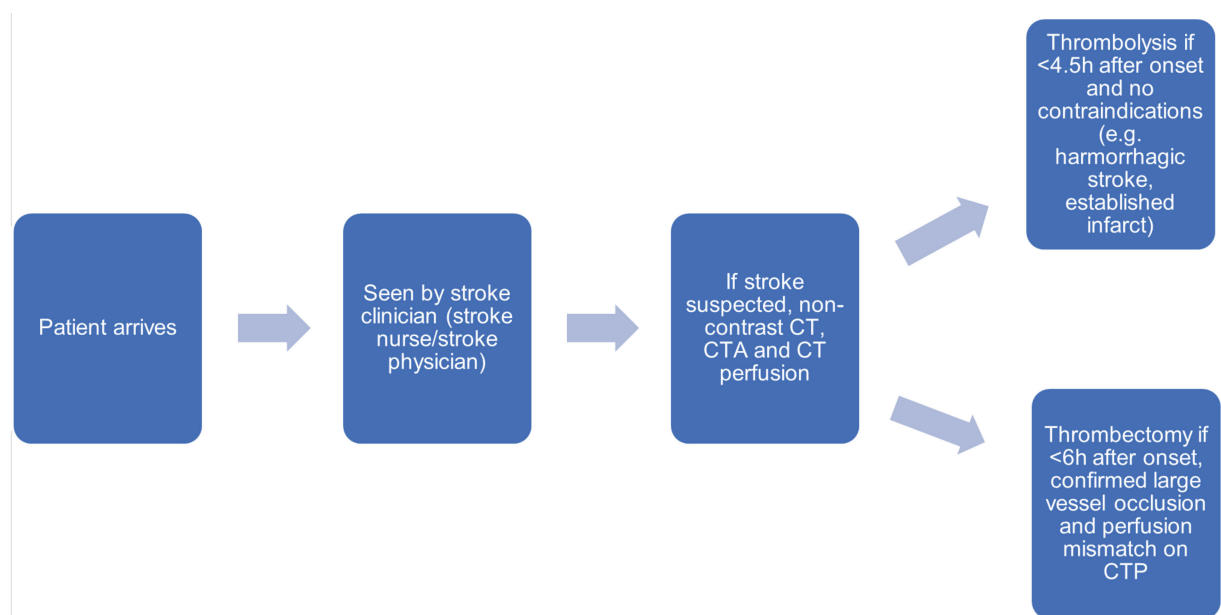 Patient arrives
Seen by stroke
clinician (stroke
nurse/stroke
physician)
If stroke
suspected, non-
contrast CT,
CTA and CT
perfusion
Thrombolysis if
<4.5h after onset
and no
contraindications
(e.g.
harmorrhagic
stroke,
established
infarct)
Thrombectomy if
<6h after onset,
confirmed large
vessel occlusion
and perfusion
mismatch on
CTP